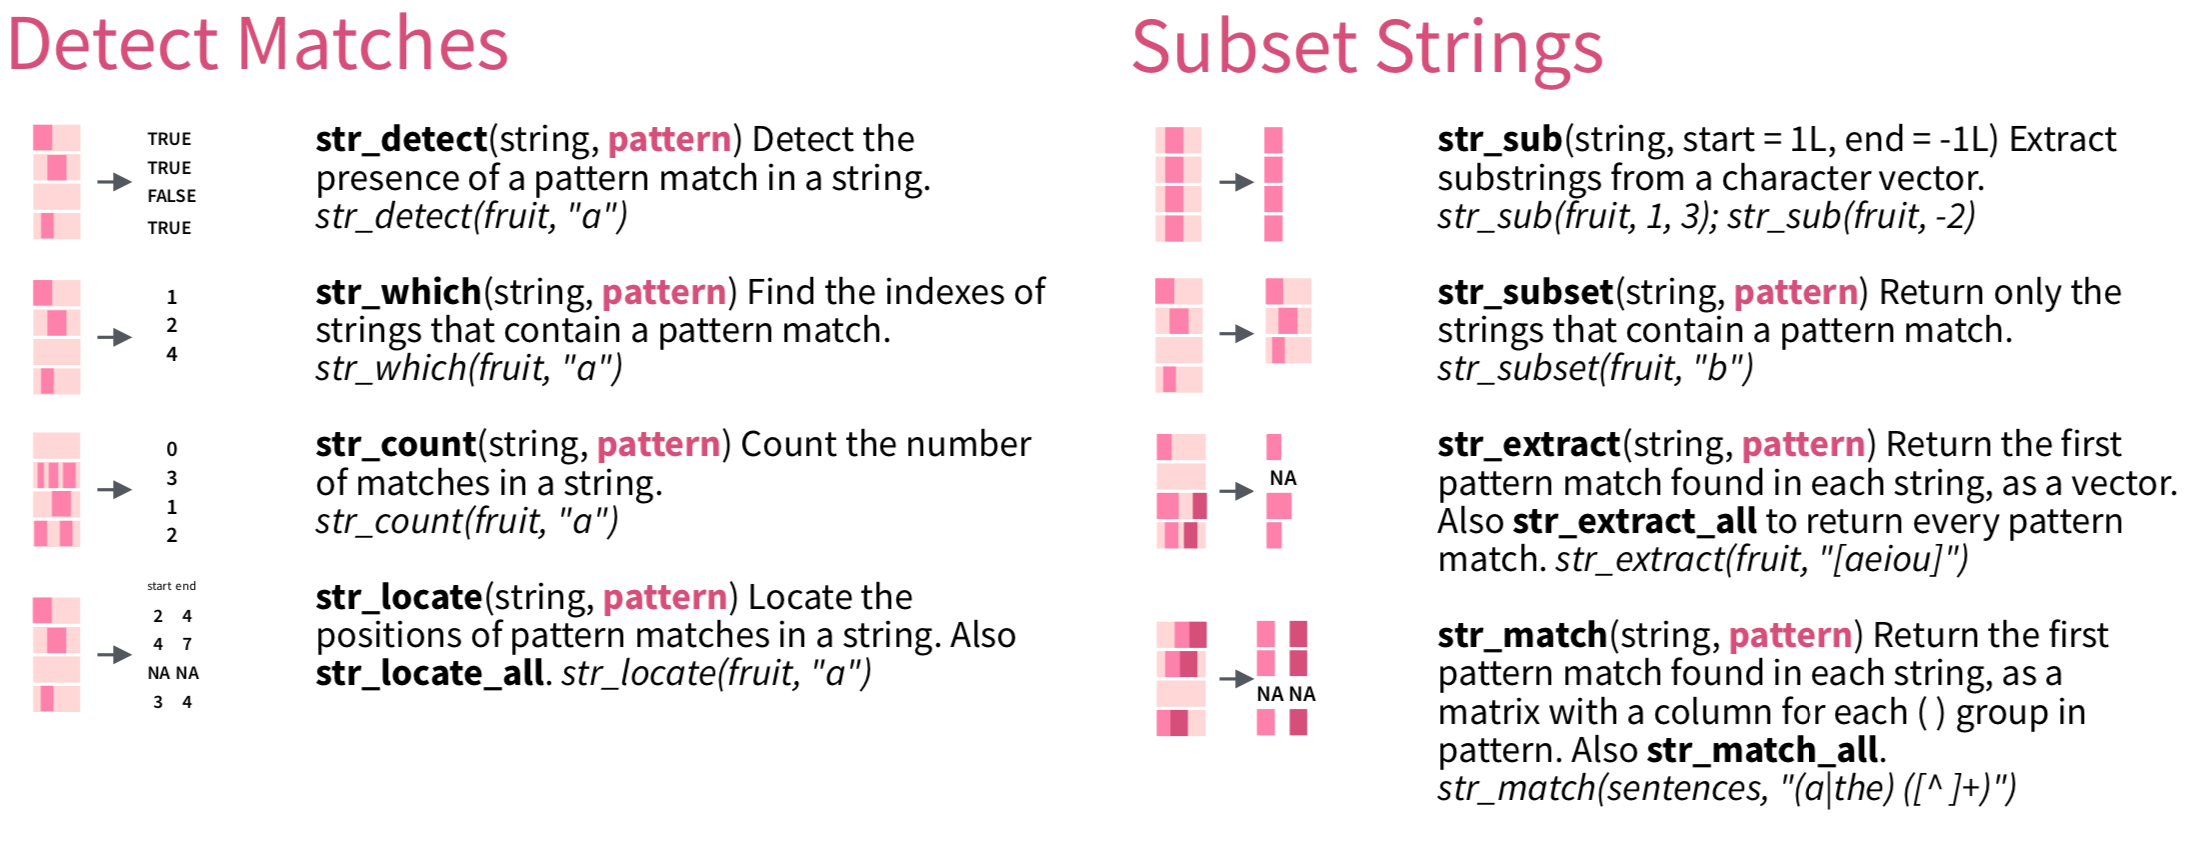 Detect Matches
TRUE
TRUE
FALSE
TRUE
str_detect(string, pattern) Detect the
presence of a pattern match in a string.
str_detect(fruit, "a")
1
2
4
str_which(string, pattern) Find the indexes of
strings that contain a pattern match.
str_which(fruit, "a")
0
3
1
2
str_count(string, pattern) Count the number
of matches in a string.
str_count(fruit, "a")
start end
2 4
4 7
NA NA
3 4
str_locate(string, pattern) Locate the
positions of pattern matches in a string. Also
str_locate_all. str_locate(fruit, "a")
Subset Strings
str_sub(string, start = 1L, end = -1L) Extract
substrings from a character vector.
str_sub(fruit, 1, 3); str_sub(fruit, -2)
str_subset(string, pattern) Return only the
strings that contain a pattern match.
str_subset(fruit, "b")
NA
str_extract(string, pattern) Return the first
pattern match found in each string, as a vector.
Also str_extract_all to return every pattern
match. str_extract(fruit, "[aeiou]")
NA NA
str_match(string, pattern) Return the first
pattern match found in each string, as a
matrix with a column for each ( ) group in
pattern. Also str_match_all.
str_match(sentences, "(a|the) ([^ ]+)")